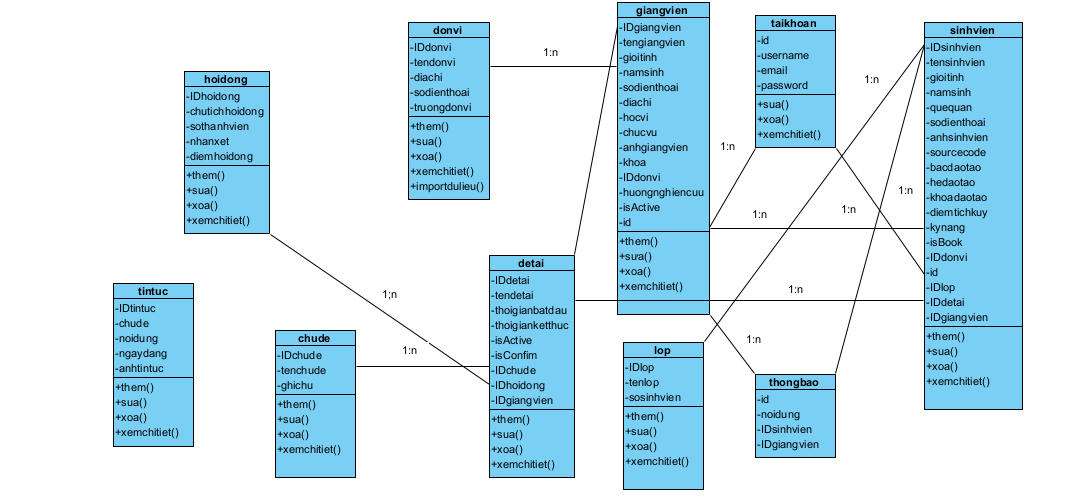 giangvien
-IDgiangvien
-tengiangvien
-gioitinh
-namsinh
-sodienthoai
-diachi
-hocvi
-chucvu
-anhgiangvien
-khoa
-IDdonvi
-huongnghiencuu
-isActive
-id
+them()
+sửa()
+xoa()
+xemchitiet()
donvi
-IDdonvi
-tendonvi
-diachi
-sodienthoai
-truongdonvi
+them()
+sua()
+xoa()
+xemchitiet()
+importdulieu()
taikhoan
-id
-username
-email
-password
+sua()
+xoa()
+xemchitiet()
sinhvien
-IDsinhvien
-tensinhvien
-gioitinh
-namsinh
-quequan
-sodienthoai
-anhsinhvien
-sourcecode
-bacdaotao
-hedaotao
-khoadaotao
-diemtichkuy
-kynang
-isBook
-IDdonvi
-id
-IDlop
-IDdetai
-IDgiangvien
+them()
+sua()
+xoa()
+xemchitiet()
hoidong
-IDhoidong
-chutichhoidong
-sothanhvien
-nhanxet
-diemhoidong
+them()
+sua()
+xoa()
+xemchitiet()
1:n
1:n
1:n
1:n
1:n
1:n
detai
-IDdetai
-tendetai
-thoigianbatdau
-thoigianketthuc
-isActive
-isConfim
-IDchude
-IDhoidong
-IDgiangvien
+them()
+sua()
+xoa()
+xemchitiet()
tintuc
-IDtintuc
-chude
-noidung
-ngaydang
-anhtintuc
+them()
+sua()
+xoa()
+xemchitiet()
1;n
1:n
chude
-IDchude
-tenchude
-ghichu
+them()
+sua()
+xoa()
+xemchitiet()
1:n
1:n
lop
-IDlop
-tenlop
-sosinhvien
+them()
+sua()
+xoa()
+xemchitiet()
thongbao
-id
-noidung
-IDsinhvien
-IDgiangvien